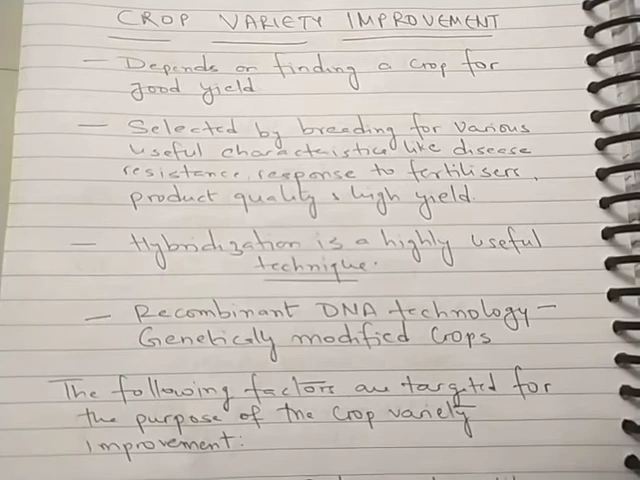 CROP VARIETY IMPROVEMENT
— Depends on finding a crop for
good yield
— Selected by breeding for various
useful characteristics like disease
resistance, response to fertilisers,
product quality & high yield.
— Hybridization is a highly useful
technique.
— Recombinant DNA technology —
Genetically modified Crops
The following factors are targeted for
the purpose of the crop variety
improvement: